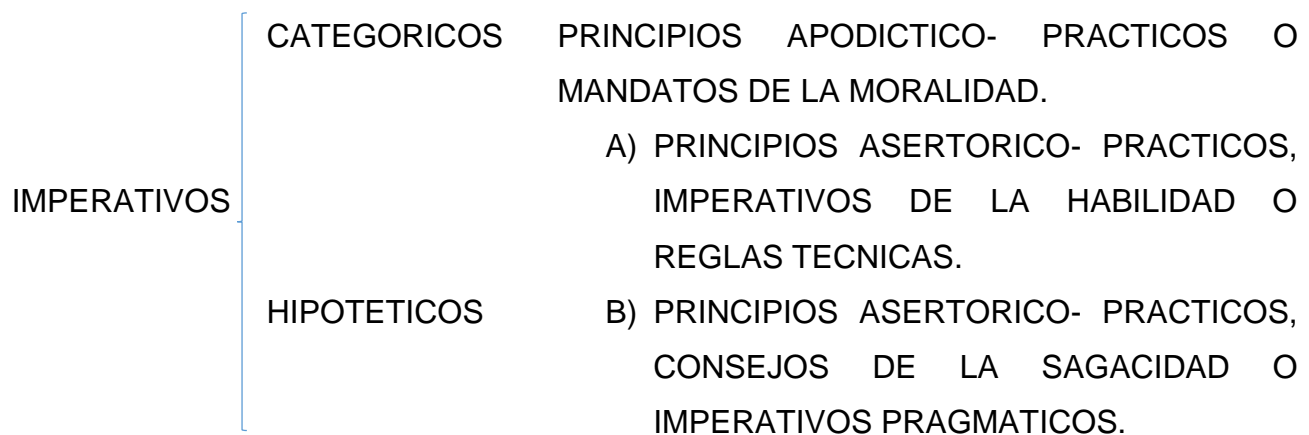 CATEGORICOS PRINCIPIOS APODICTICO- PRACTICOS O
MANDATOS DE LA MORALIDAD.
A) PRINCIPIOS ASERTORICO- PRACTICOS,
IMPERATIVOS IMPERATIVOS DE LA HABILIDAD O
REGLAS TECNICAS.
HIPOTETICOS B) PRINCIPIOS ASERTORICO- PRACTICOS,
CONSEJOS DE LA SAGACIDAD O
IMPERATIVOS PRAGMATICOS.